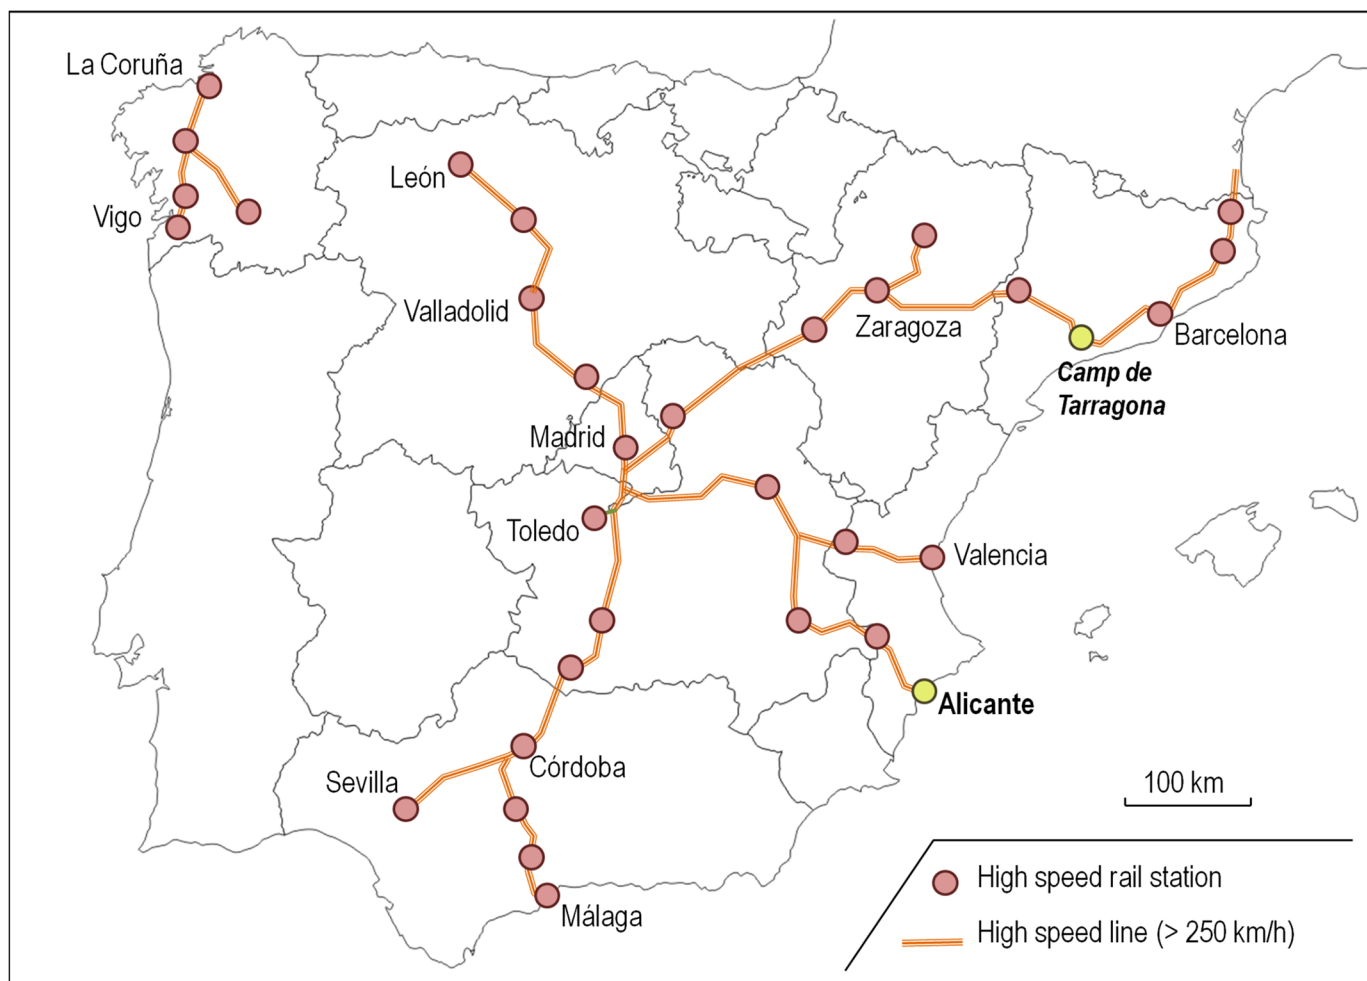 La Coruña
León
Vigo
Valladolid
Zaragoza
Barcelona
Camp de
Tarragona
Madrid
Toledo
Valencia
Alicante
Córdoba
Sevilla
100 km
Málaga
High speed rail station
High speed line (> 250 km/h)